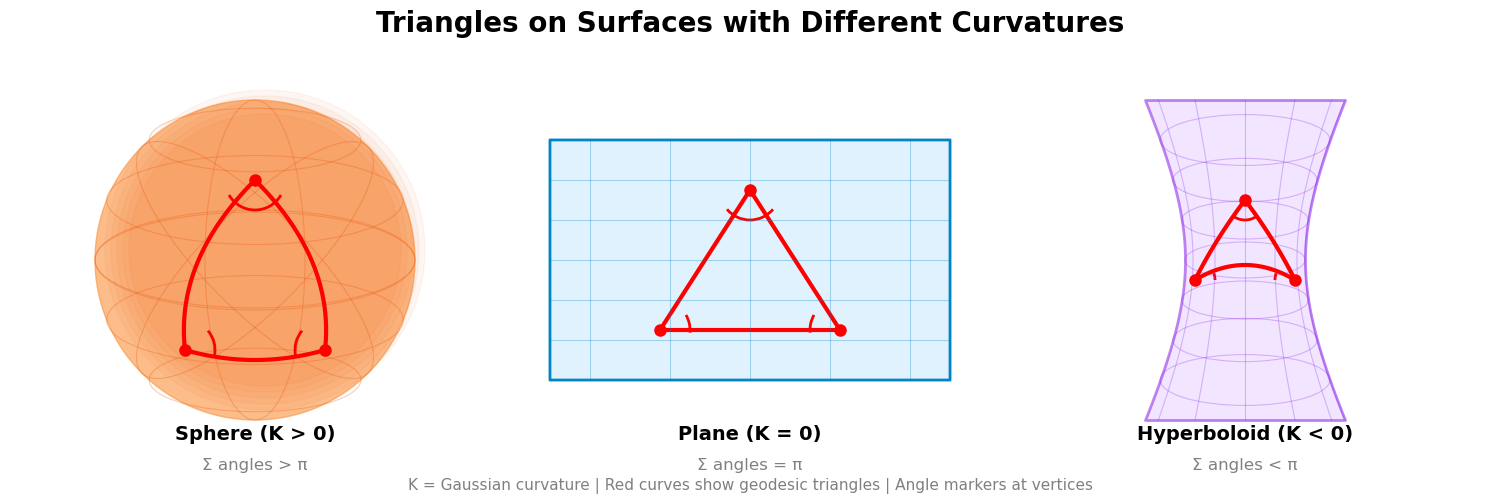 Triangles on Surfaces with Different Curvatures
Sphere (K > 0)
Σ angles > π
Plane (K = 0)
Σ angles = π
Hyperboloid (K < 0)
Σ angles < π
K = Gaussian curvature | Red curves show geodesic triangles | Angle markers at vertices